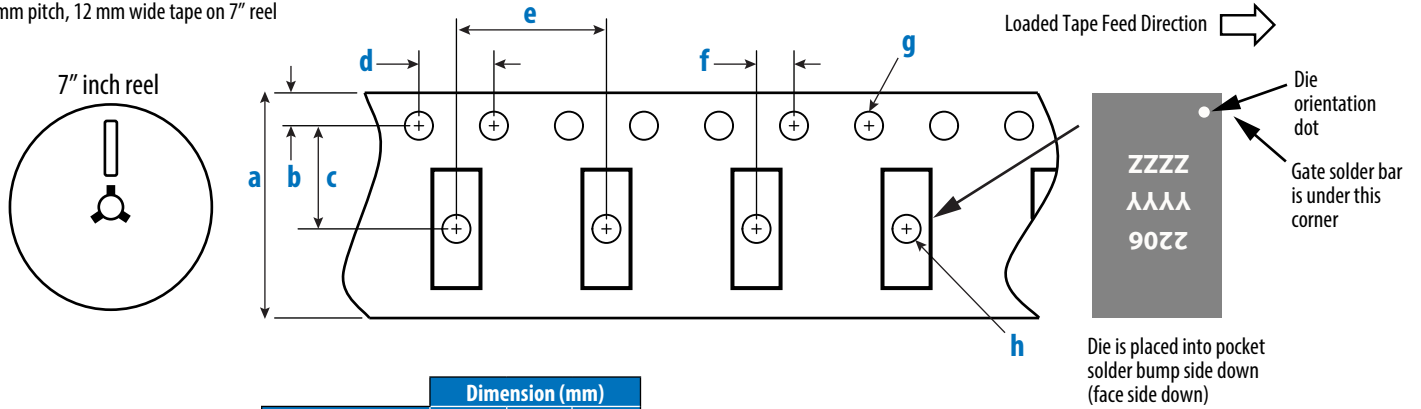 mm pitch, 12 mm wide tape on 7” reel
Loaded Tape Feed Direction
7” inch reel
e
d
f
g
a
b
c
h
Die
orientation
dot
Gate solder bar
is under this
corner
2206
YYYY
ZZZZ
Die is placed into pocket
solder bump side down
(face side down)
Dimension (mm)